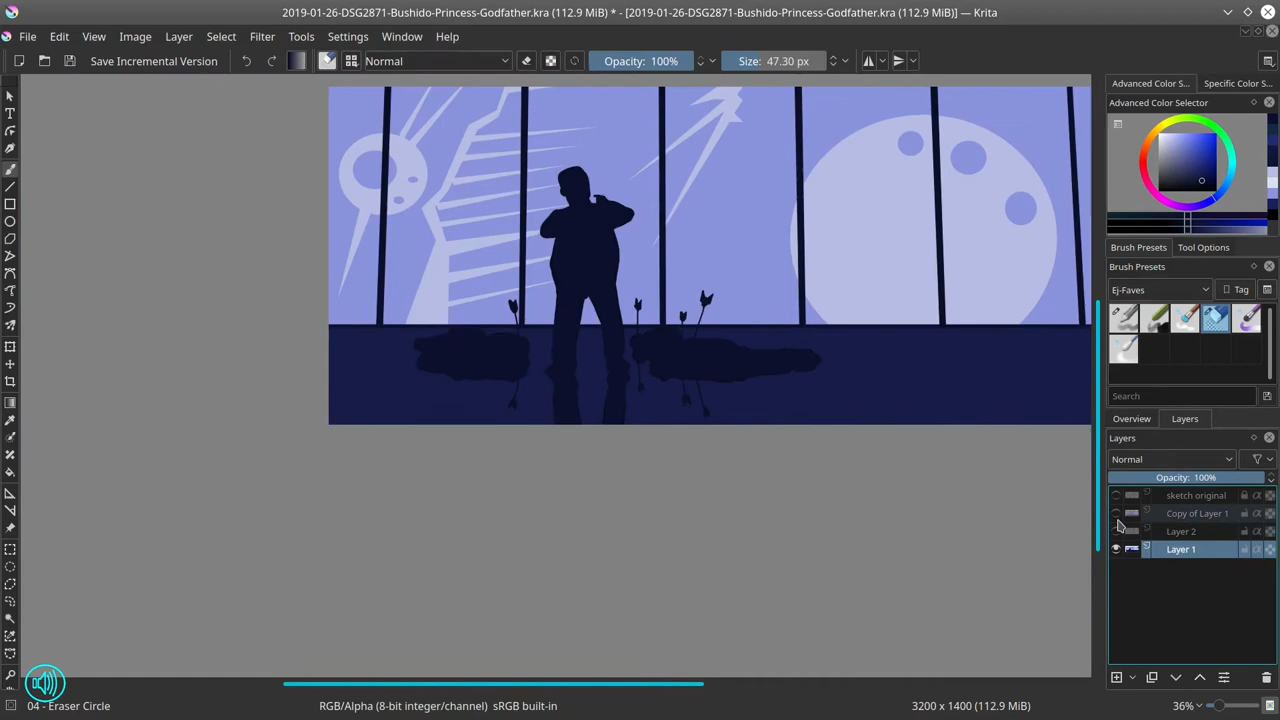 2019-01-26-DSG2871-Bushido-Princess-Godfather.kra (112.9 MiB) * - [2019-01-26-DSG2871-Bushido-Princess-Godfather.kra (112.9 MiB)] — Krita
File Edit View Image Layer Select Filter Tools Settings Window Help
Save Incremental Version Normal Opacity: 100% Size: 47.30 px
Advanced Color S... Specific Color S...
Advanced Color Selector
Brush Presets Tool Options
Brush Presets
Ej-Faves Tag
Search
Overview Layers
Layers
Normal
Opacity: 100%
sketch original
Copy of Layer 1
Layer 2
Layer 1
04 - Eraser Circle RGB/Alpha (8-bit integer/channel) sRGB built-in 3200 x 1400 (112.9 MiB) 36%